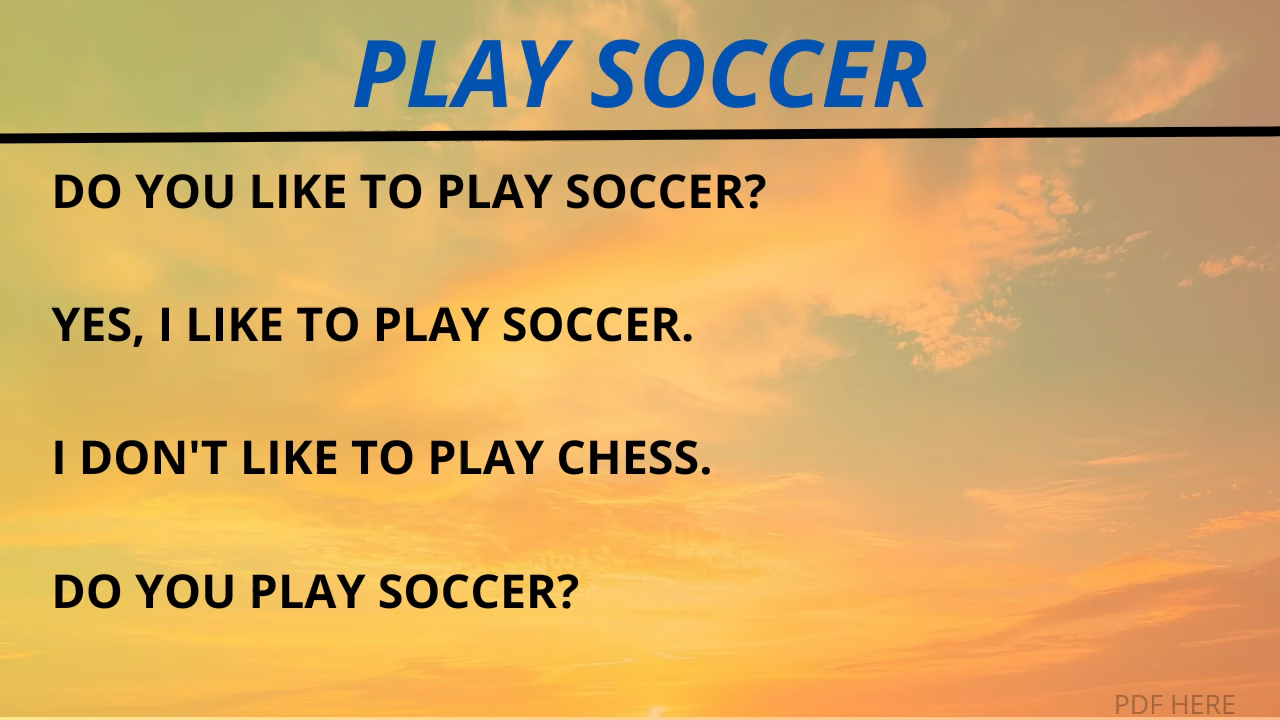 PLAY SOCCER
DO YOU LIKE TO PLAY SOCCER?
YES, I LIKE TO PLAY SOCCER.
I DON'T LIKE TO PLAY CHESS.
DO YOU PLAY SOCCER?
PDF HERE